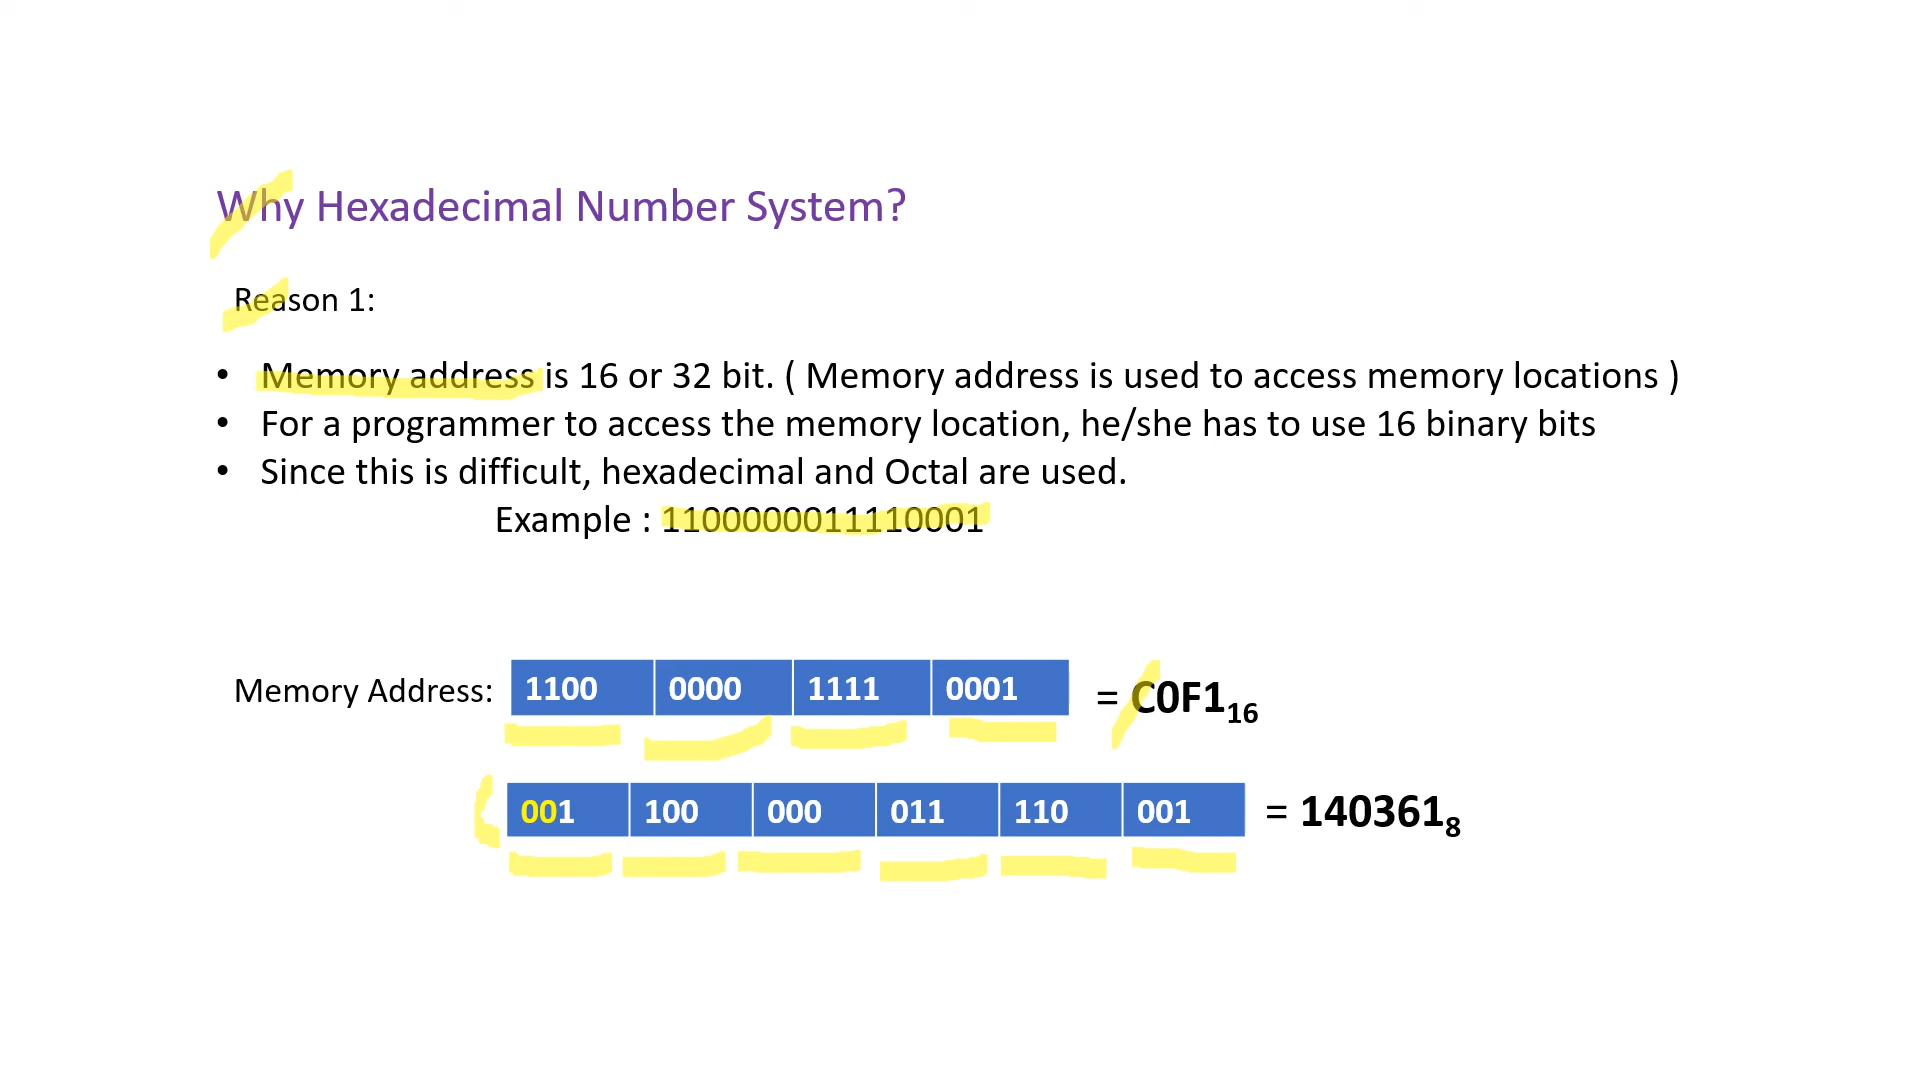 Why Hexadecimal Number System?
Reason 1:
• Memory address is 16 or 32 bit. ( Memory address is used to access memory locations )
• For a programmer to access the memory location, he/she has to use 16 binary bits
• Since this is difficult, hexadecimal and Octal are used.
Example : 1100000011110001
Memory Address: 1100 0000 1111 0001 = C0F1₁₆
001 100 000 011 110 001 = 140361₈